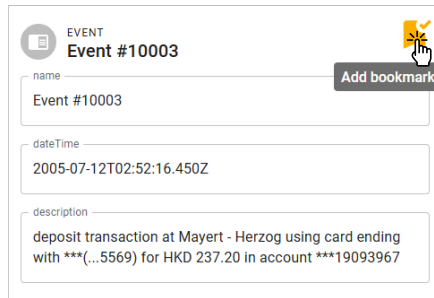 EVENT
Event #10003
Add bookmark
name
Event #10003
dateTime
2005-07-12T02:52:16.450Z
description
deposit transaction at Mayert - Herzog using card ending
with ***(...5569) for HKD 237.20 in account ***19093967